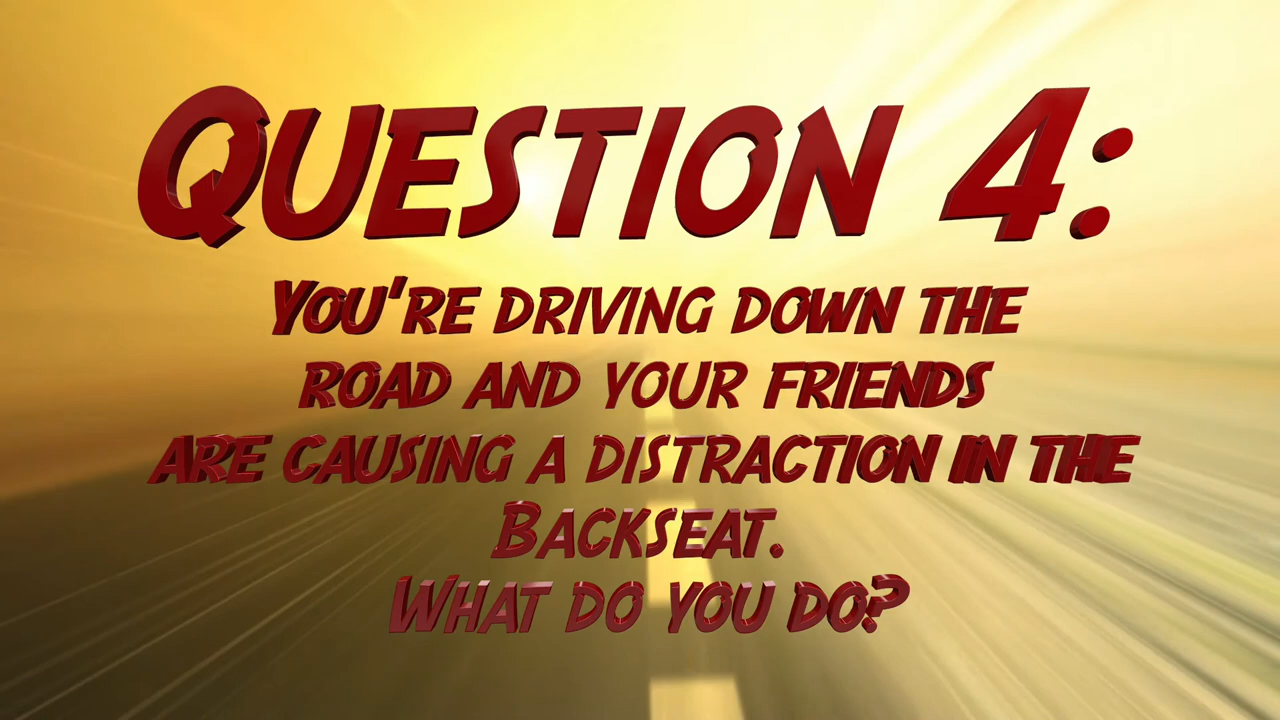 Question 4:
You're driving down the
road and your friends
are causing a distraction in the
Backseat.
What do you do?